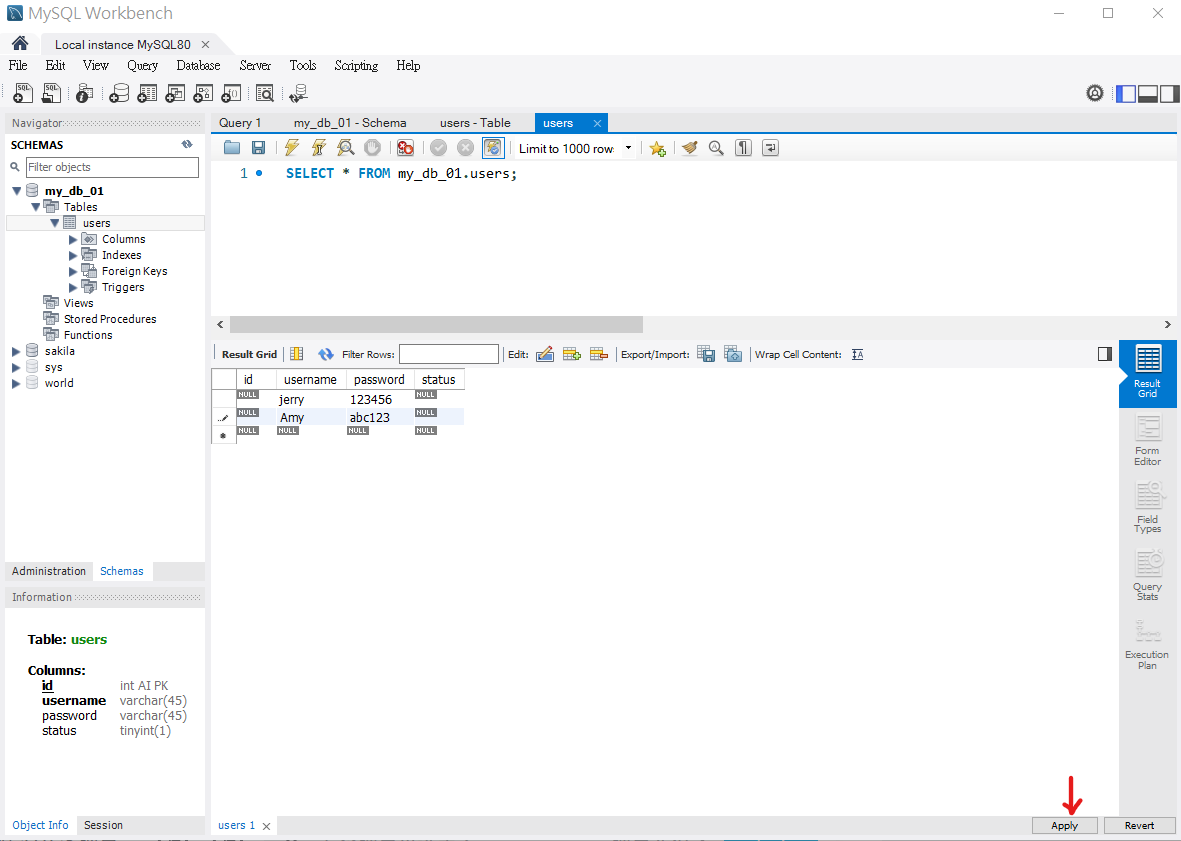 MySQL Workbench
Local instance MySQL80
File Edit View Query Database Server Tools Scripting Help
Navigator
SCHEMAS
Filter objects
my_db_01
Tables
users
Columns
Indexes
Foreign Keys
Triggers
Views
Stored Procedures
Functions
sakila
sys
world
Administration Schemas
Information
Table: users
Columns:
id int AI PK
username varchar(45)
password varchar(45)
status tinyint(1)
Object Info Session
Query 1 my_db_01 - Schema users - Table users
Limit to 1000 row
1 SELECT * FROM my_db_01.users;
Result Grid Filter Rows: Edit: Export/Import: Wrap Cell Content:
id username password status
NULL jerry 123456 NULL
NULL Amy abc123 NULL
NULL NULL NULL NULL
Result
Grid
Form
Editor
Field
Types
Query
Stats
Execution
Plan
users 1
Apply Revert